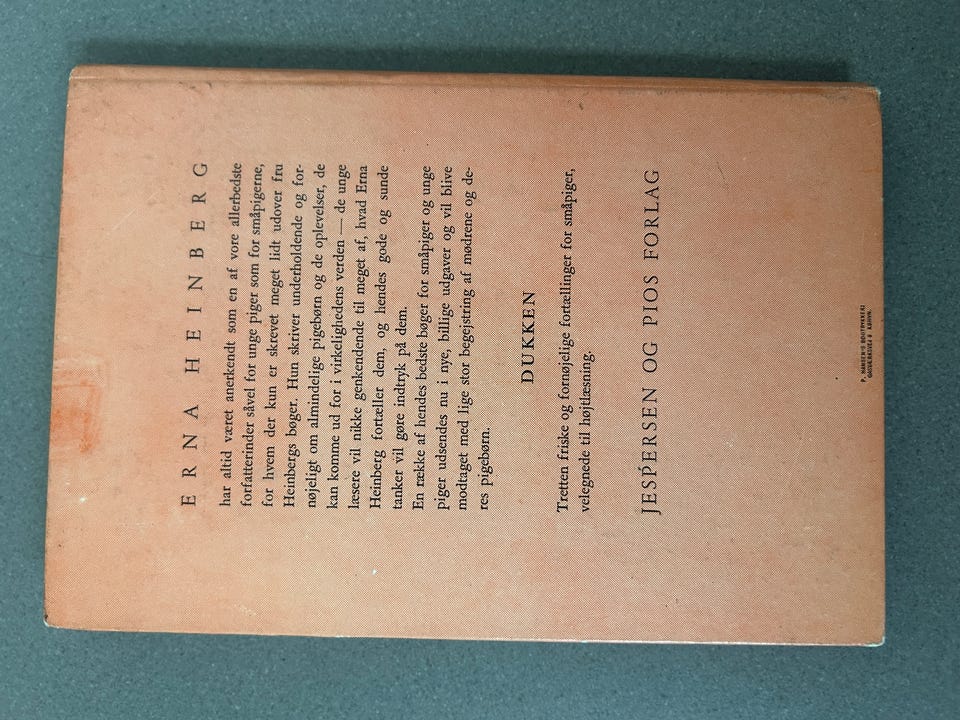 ERNA HEINBERG
har altid været anerkendt som en af vore allerbedste
forfatterinder såvel for unge piger som for småpigerne,
for hvem der kun er skrevet meget lidt udover fru
Heinbergs bøger. Hun skriver underholdende og for-
nøjeligt om almindelige pigebørn og de oplevelser, de
kan komme ud for i virkelighedens verden — de unge
læsere vil nikke genkendende til meget af, hvad Erna
Heinberg fortæller dem, og hendes gode og sunde
tanker vil gøre indtryk på dem.
En række af hendes bedste bøger for småpiger og unge
piger udsendes nu i nye, billige udgaver og vil blive
modtaget med lige stor begejstring af mødrene og de-
res pigebørn.
DUKKEN
Tretten friske og fornøjelige fortællinger for småpiger,
velegnede til højtlæsning.
JESPERSEN OG PIOS FORLAG
P. HANSEN'S BOGTRYKKERI